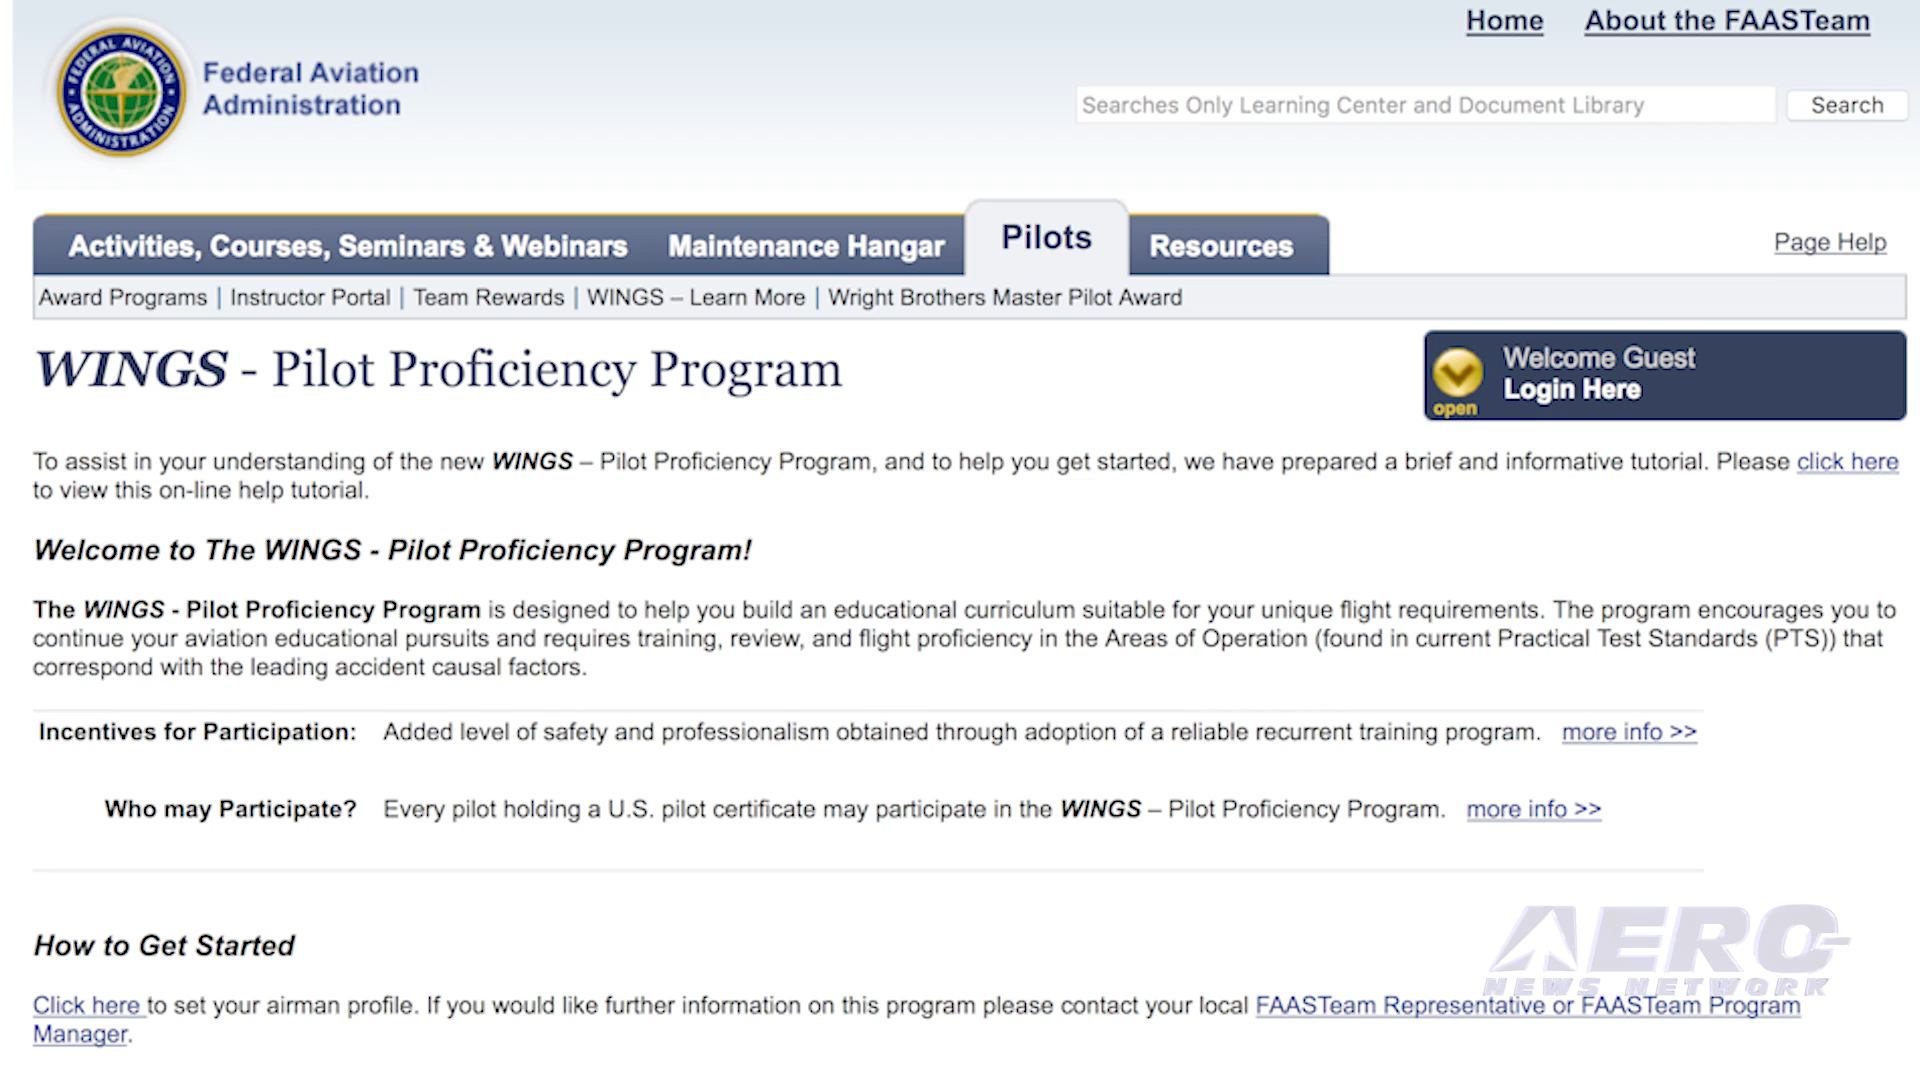 Home About the FAASTeam
FEDERAL AVIATION ADMINISTRATION
Federal Aviation
Administration
Searches Only Learning Center and Document Library Search
Activities, Courses, Seminars & Webinars Maintenance Hangar Pilots Resources Page Help
Award Programs | Instructor Portal | Team Rewards | WINGS – Learn More | Wright Brothers Master Pilot Award
WINGS - Pilot Proficiency Program
Welcome Guest
Login Here
open
To assist in your understanding of the new WINGS – Pilot Proficiency Program, and to help you get started, we have prepared a brief and informative tutorial. Please click here
to view this on-line help tutorial.
Welcome to The WINGS - Pilot Proficiency Program!
The WINGS - Pilot Proficiency Program is designed to help you build an educational curriculum suitable for your unique flight requirements. The program encourages you to
continue your aviation educational pursuits and requires training, review, and flight proficiency in the Areas of Operation (found in current Practical Test Standards (PTS)) that
correspond with the leading accident causal factors.
Incentives for Participation: Added level of safety and professionalism obtained through adoption of a reliable recurrent training program. more info >>
Who may Participate? Every pilot holding a U.S. pilot certificate may participate in the WINGS – Pilot Proficiency Program. more info >>
How to Get Started
AERO-
NEWS NETWORK
Click here to set your airman profile. If you would like further information on this program please contact your local FAASTeam Representative or FAASTeam Program
Manager.